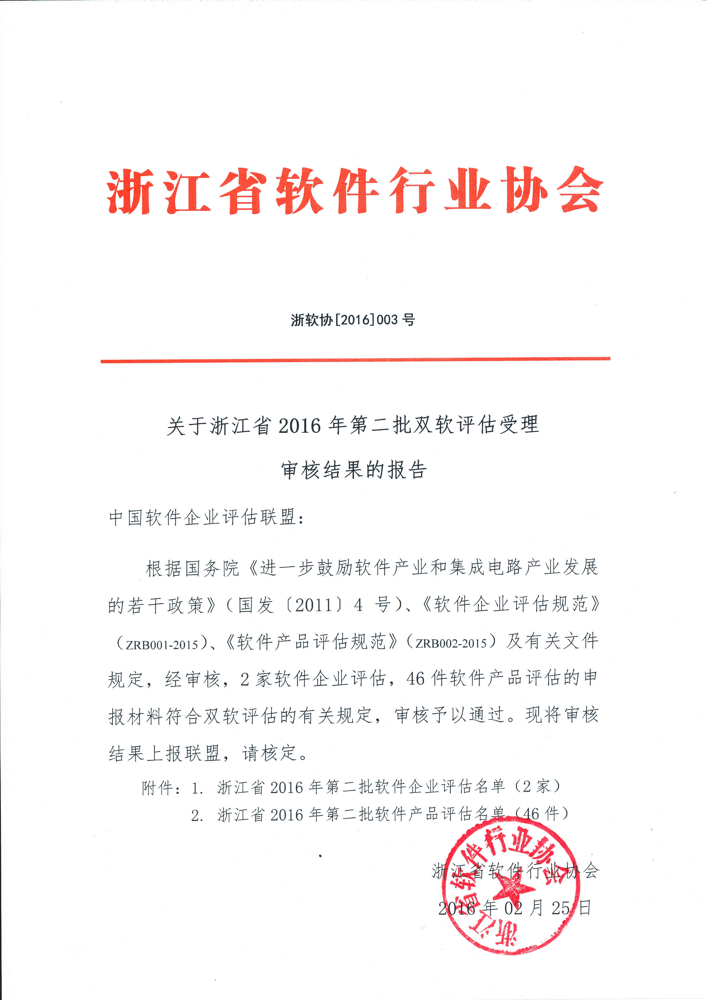 浙江省软件行业协会
浙软协[2016]003 号
关于浙江省 2016 年第二批双软评估受理
审核结果的报告
中国软件企业评估联盟：
根据国务院《进一步鼓励软件产业和集成电路产业发展
的若干政策》（国发〔2011〕4 号）、《软件企业评估规范》
（ZRB001-2015）、《软件产品评估规范》（ZRB002-2015）及有关文件
规定，经审核，2 家软件企业评估，46 件软件产品评估的申
报材料符合双软评估的有关规定，审核予以通过。现将审核
结果上报联盟，请核定。
附件：1. 浙江省 2016 年第二批软件企业评估名单（2 家）
2. 浙江省 2016 年第二批软件产品评估名单（46 件）
浙江省软件行业协会
2016 年 02 月 25 日
浙江省软件行业协会